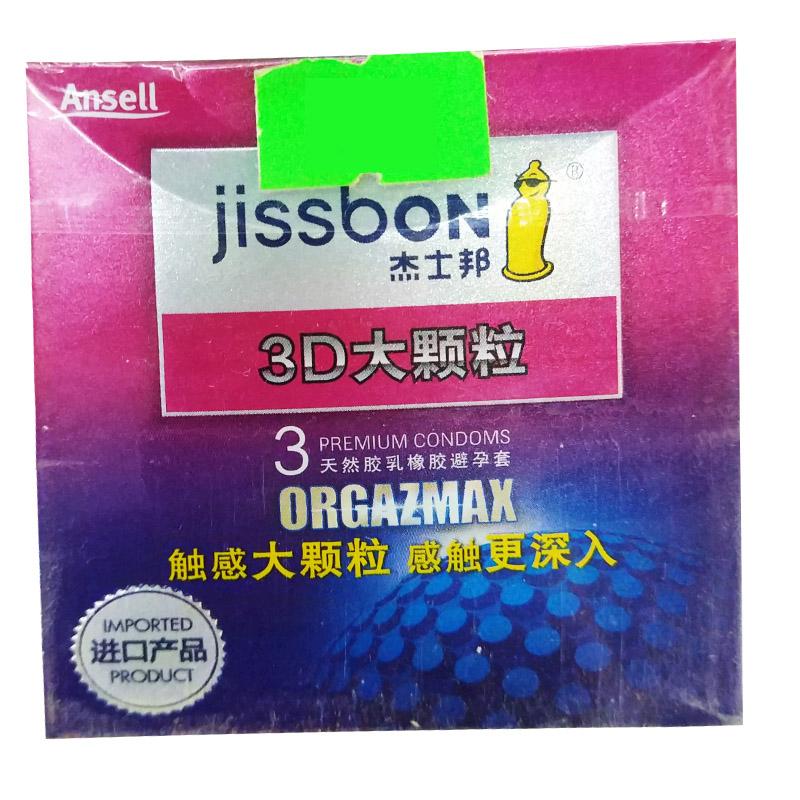 Ansell
jissbON
®
杰士邦
3D大颗粒
3 PREMIUM CONDOMS
天然胶乳橡胶避孕套
ORGAZMAX
触感大颗粒 感触更深入
IMPORTED
进口产品
PRODUCT